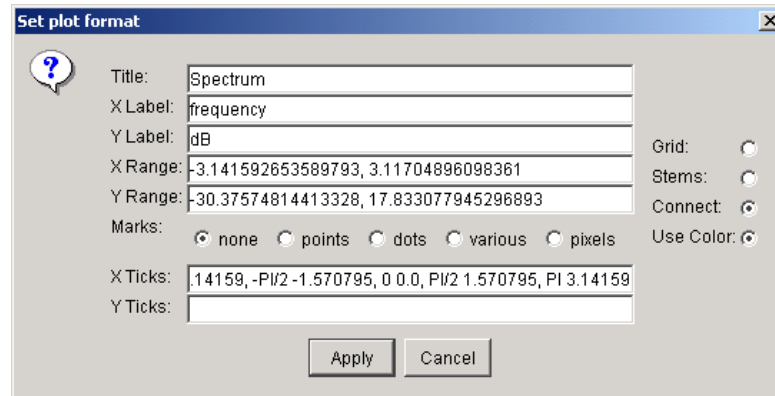 Set plot format
Title: Spectrum
X Label: frequency
Y Label: dB
X Range: -3.141592653589793, 3.11704896098361
Y Range: -30.37574814413328, 17.833077945296893
Marks: none points dots various pixels
X Ticks: .14159, -PI/2 -1.570795, 0 0.0, PI/2 1.570795, PI 3.14159
Y Ticks:
Grid:
Stems:
Connect:
Use Color:
Apply Cancel